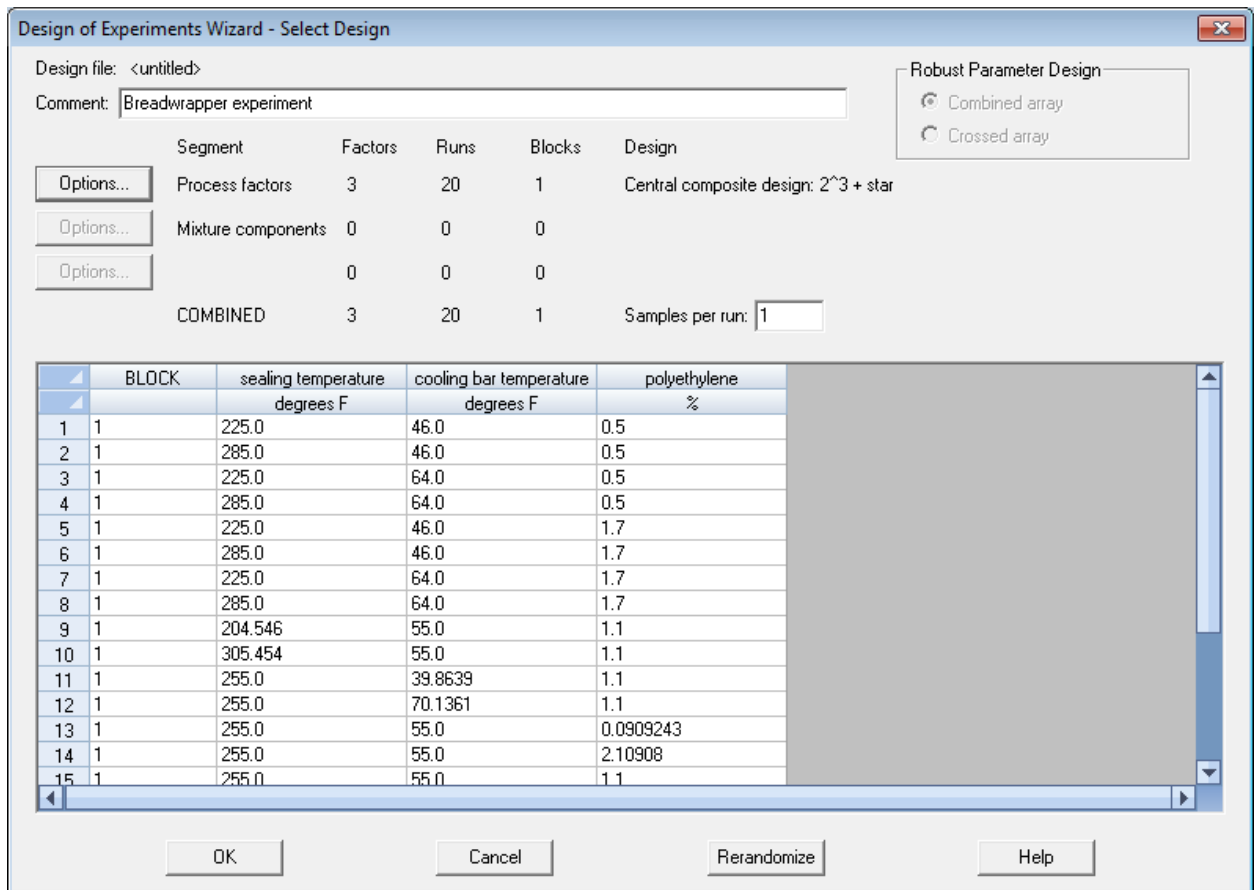 Design of Experiments Wizard - Select Design
Design file: <untitled>
Robust Parameter Design
Comment: Breadwrapper experiment
Combined array
Crossed array
Segment Factors Runs Blocks Design
Options... Process factors 3 20 1 Central composite design: 2^3 + star
Options... Mixture components 0 0 0
Options... 0 0 0
COMBINED 3 20 1 Samples per run: 1
BLOCK sealing temperature cooling bar temperature polyethylene
degrees F degrees F %
1 1 225.0 46.0 0.5
2 1 285.0 46.0 0.5
3 1 225.0 64.0 0.5
4 1 285.0 64.0 0.5
5 1 225.0 46.0 1.7
6 1 285.0 46.0 1.7
7 1 225.0 64.0 1.7
8 1 285.0 64.0 1.7
9 1 204.546 55.0 1.1
10 1 305.454 55.0 1.1
11 1 255.0 39.8639 1.1
12 1 255.0 70.1361 1.1
13 1 255.0 55.0 0.0909243
14 1 255.0 55.0 2.10908
15 1 255.0 55.0 1.1
OK Cancel Rerandomize Help